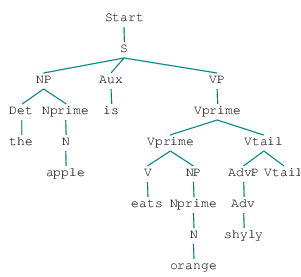 Start
S
NP Aux VP
Det Nprime is Vprime
the N Vprime Vtail
apple V NP AdvP Vtail
eats Nprime Adv
N shyly
orange